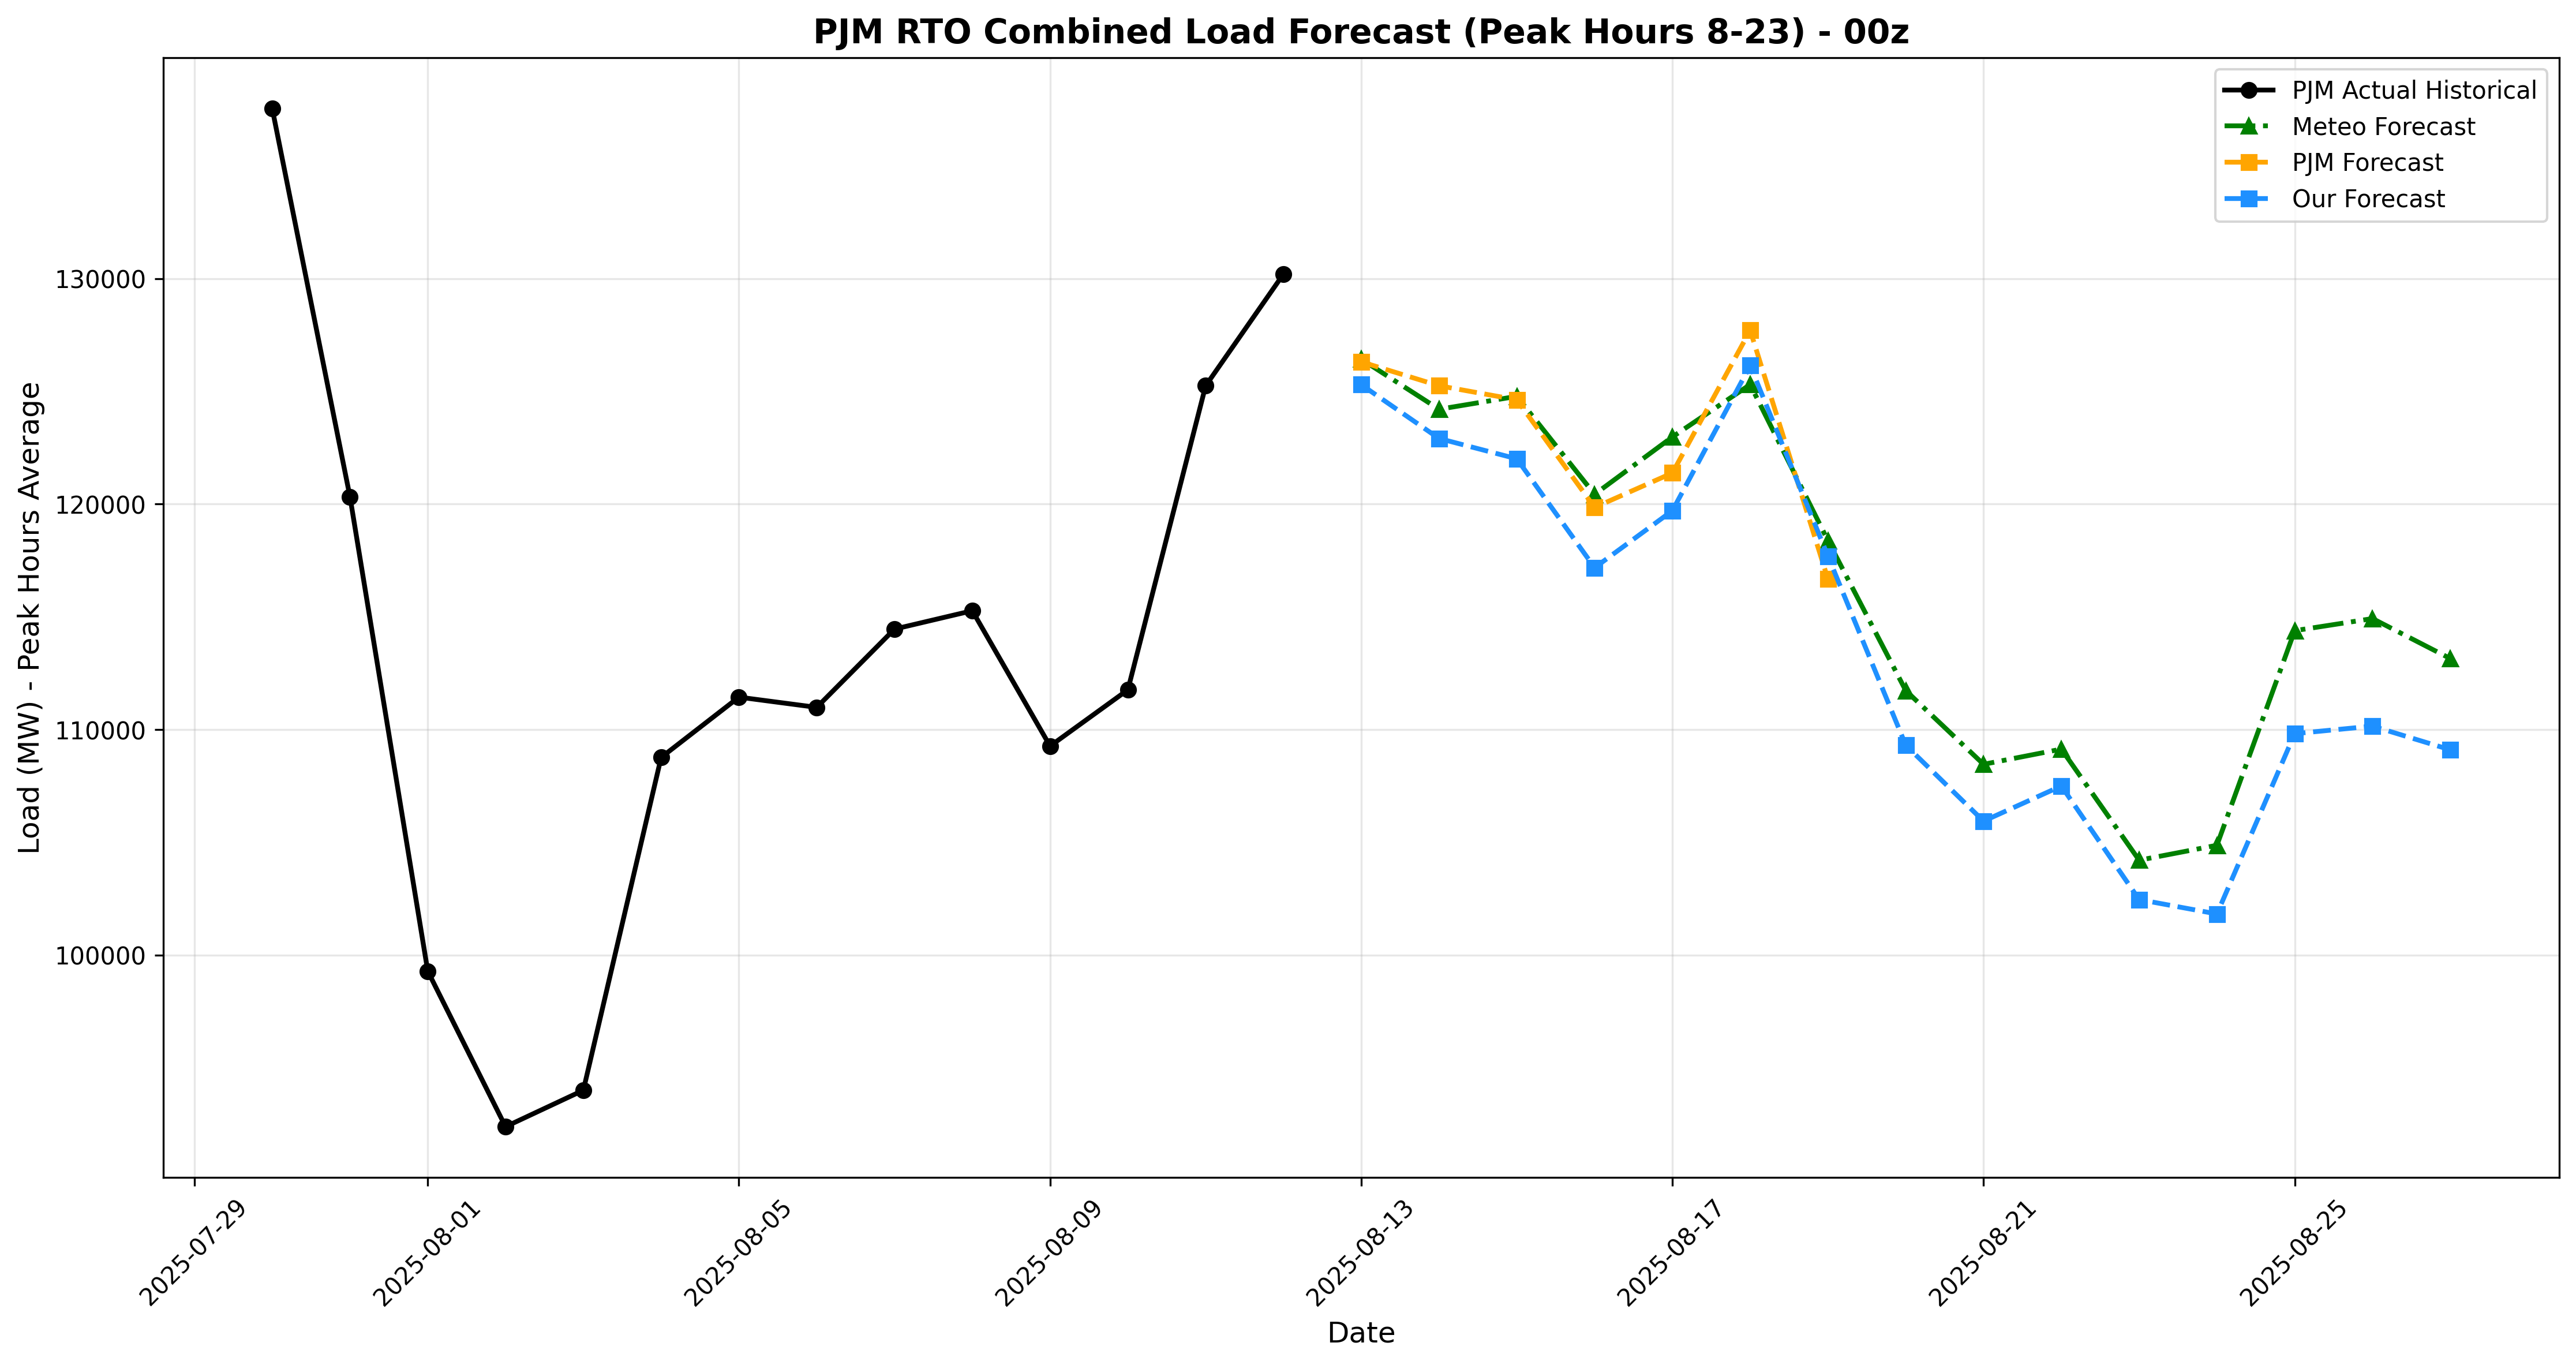 PJM RTO Combined Load Forecast (Peak Hours 8-23) - 00z
PJM Actual Historical
Meteo Forecast
PJM Forecast
Our Forecast
Load (MW) - Peak Hours Average
130000
120000
110000
100000
2025-07-29
2025-08-01
2025-08-05
2025-08-09
2025-08-13
2025-08-17
2025-08-21
2025-08-25
Date